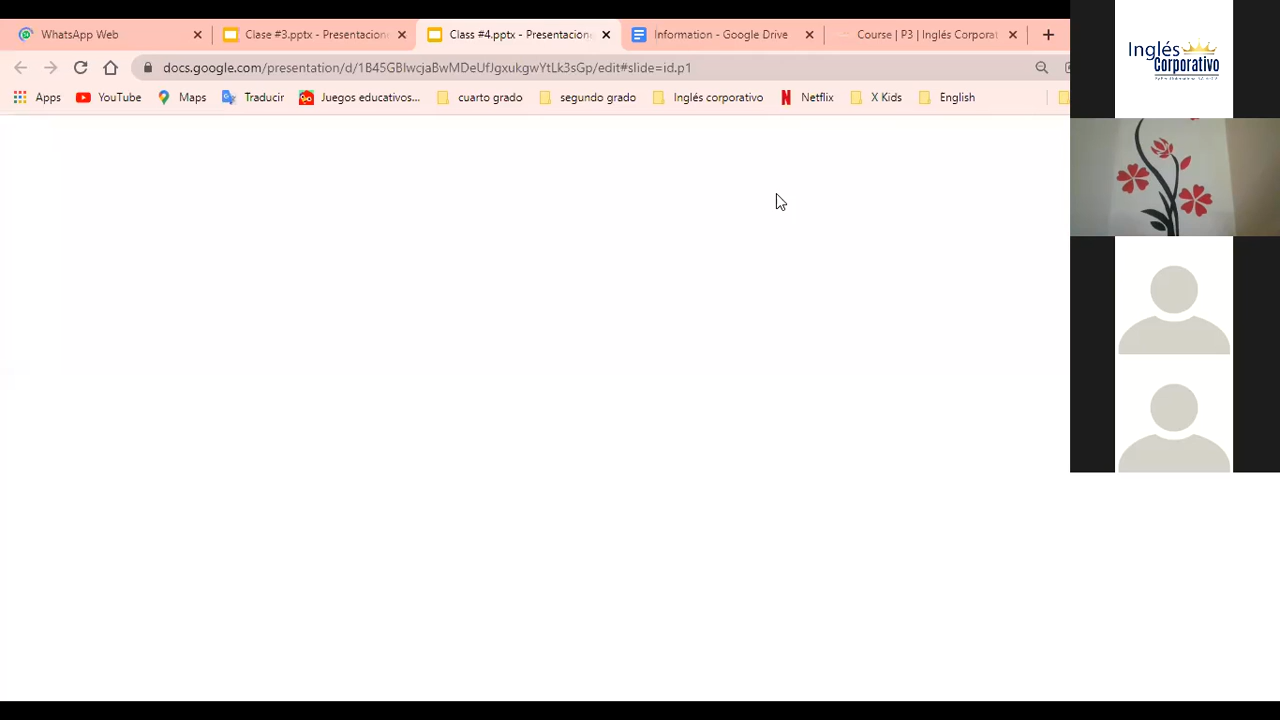 WhatsApp Web
Clase #3.pptx - Presentacion
Class #4.pptx - Presentacion
Information - Google Drive
Course | P3 | Inglés Corporat
docs.google.com/presentation/d/
/edit#slide=id.p1
Apps
YouTube
Maps
Traducir
Juegos educativos...
cuarto grado
segundo grado
Inglés corporativo
Netflix
X Kids
English
Inglés
Corporativo